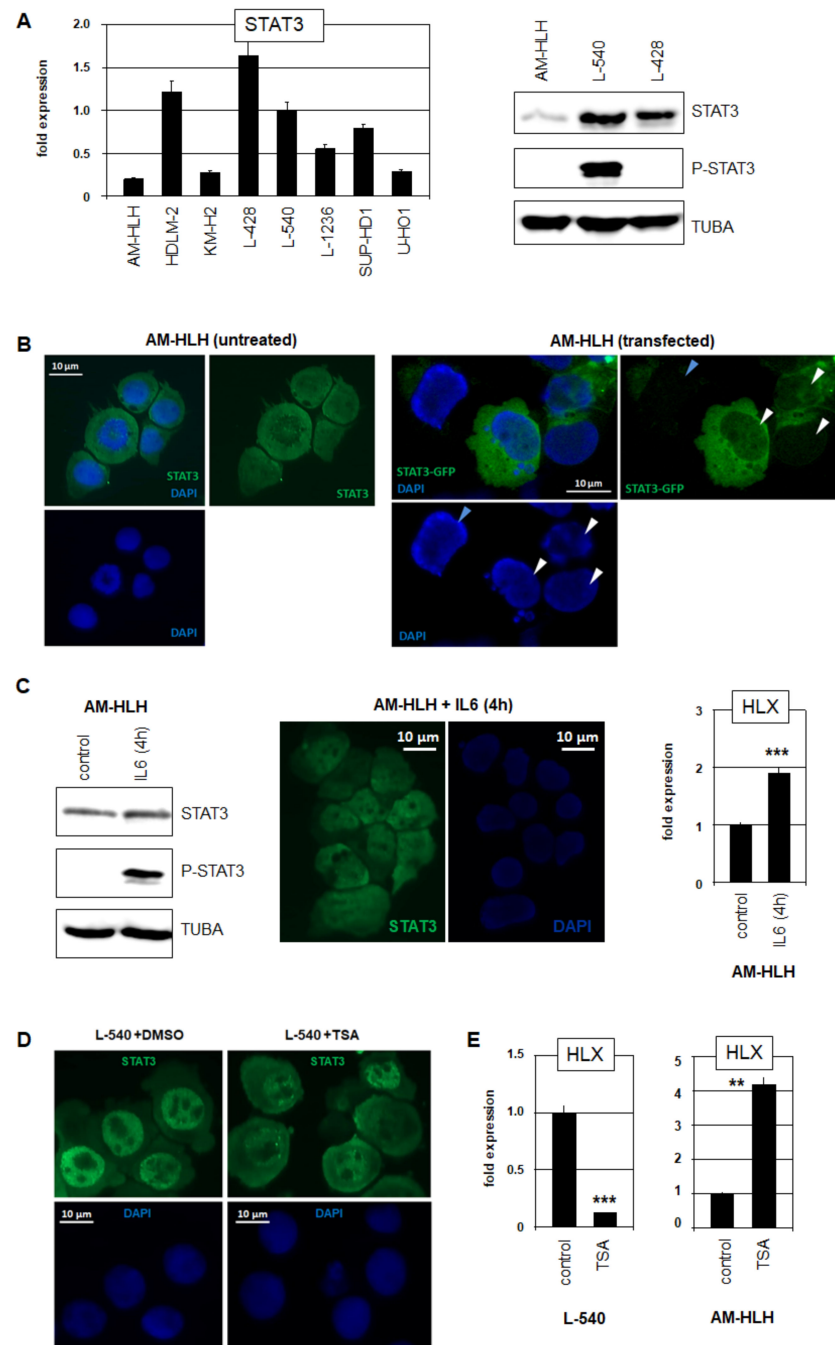 A
STAT3
fold expression
2.0
1.5
1.0
0.5
0
AM-HLH
HDLM-2
KM-H2
L-428
L-540
L-1236
SUP-HD1
U-HO1
AM-HLH
L-540
L-428
STAT3
P-STAT3
TUBA
B
AM-HLH (untreated)
10 µm
STAT3
DAPI
STAT3
DAPI
AM-HLH (transfected)
STAT3-GFP
DAPI
10 µm
STAT3-GFP
DAPI
C
AM-HLH
control
IL6 (4h)
STAT3
P-STAT3
TUBA
AM-HLH + IL6 (4h)
10 µm
10 µm
STAT3
DAPI
HLX
fold expression
3
2
1
0
***
control
IL6 (4h)
AM-HLH
D
L-540 +DMSO
L-540 +TSA
STAT3
STAT3
10 µm
DAPI
10 µm
DAPI
E
HLX
fold expression
1.5
1.0
0.5
0
***
control
TSA
L-540
HLX
5
4
3
2
1
0
**
control
TSA
AM-HLH